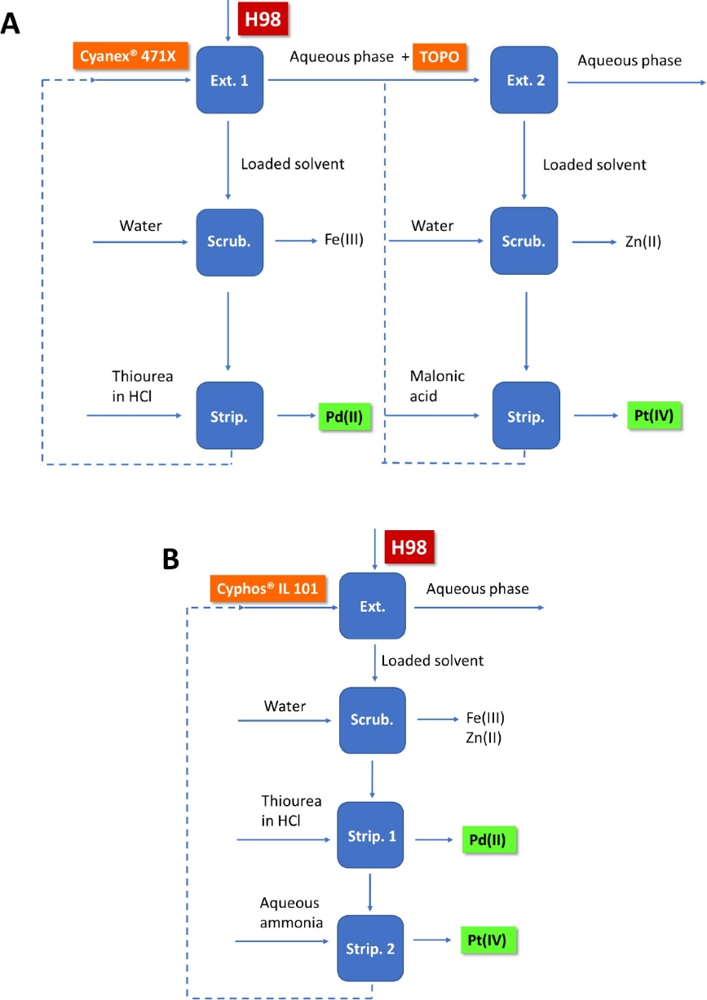 A
H98
Cyanex® 471X
Ext. 1
Aqueous phase + TOPO
Ext. 2
Aqueous phase
Loaded solvent
Loaded solvent
Water
Scrub.
Fe(III)
Water
Scrub.
Zn(II)
Thiourea
in HCl
Strip.
Pd(II)
Malonic
acid
Strip.
Pt(IV)
B
H98
Cyphos® IL 101
Ext.
Aqueous phase
Loaded solvent
Water
Scrub.
Fe(III)
Zn(II)
Thiourea
in HCl
Strip. 1
Pd(II)
Aqueous
ammonia
Strip. 2
Pt(IV)